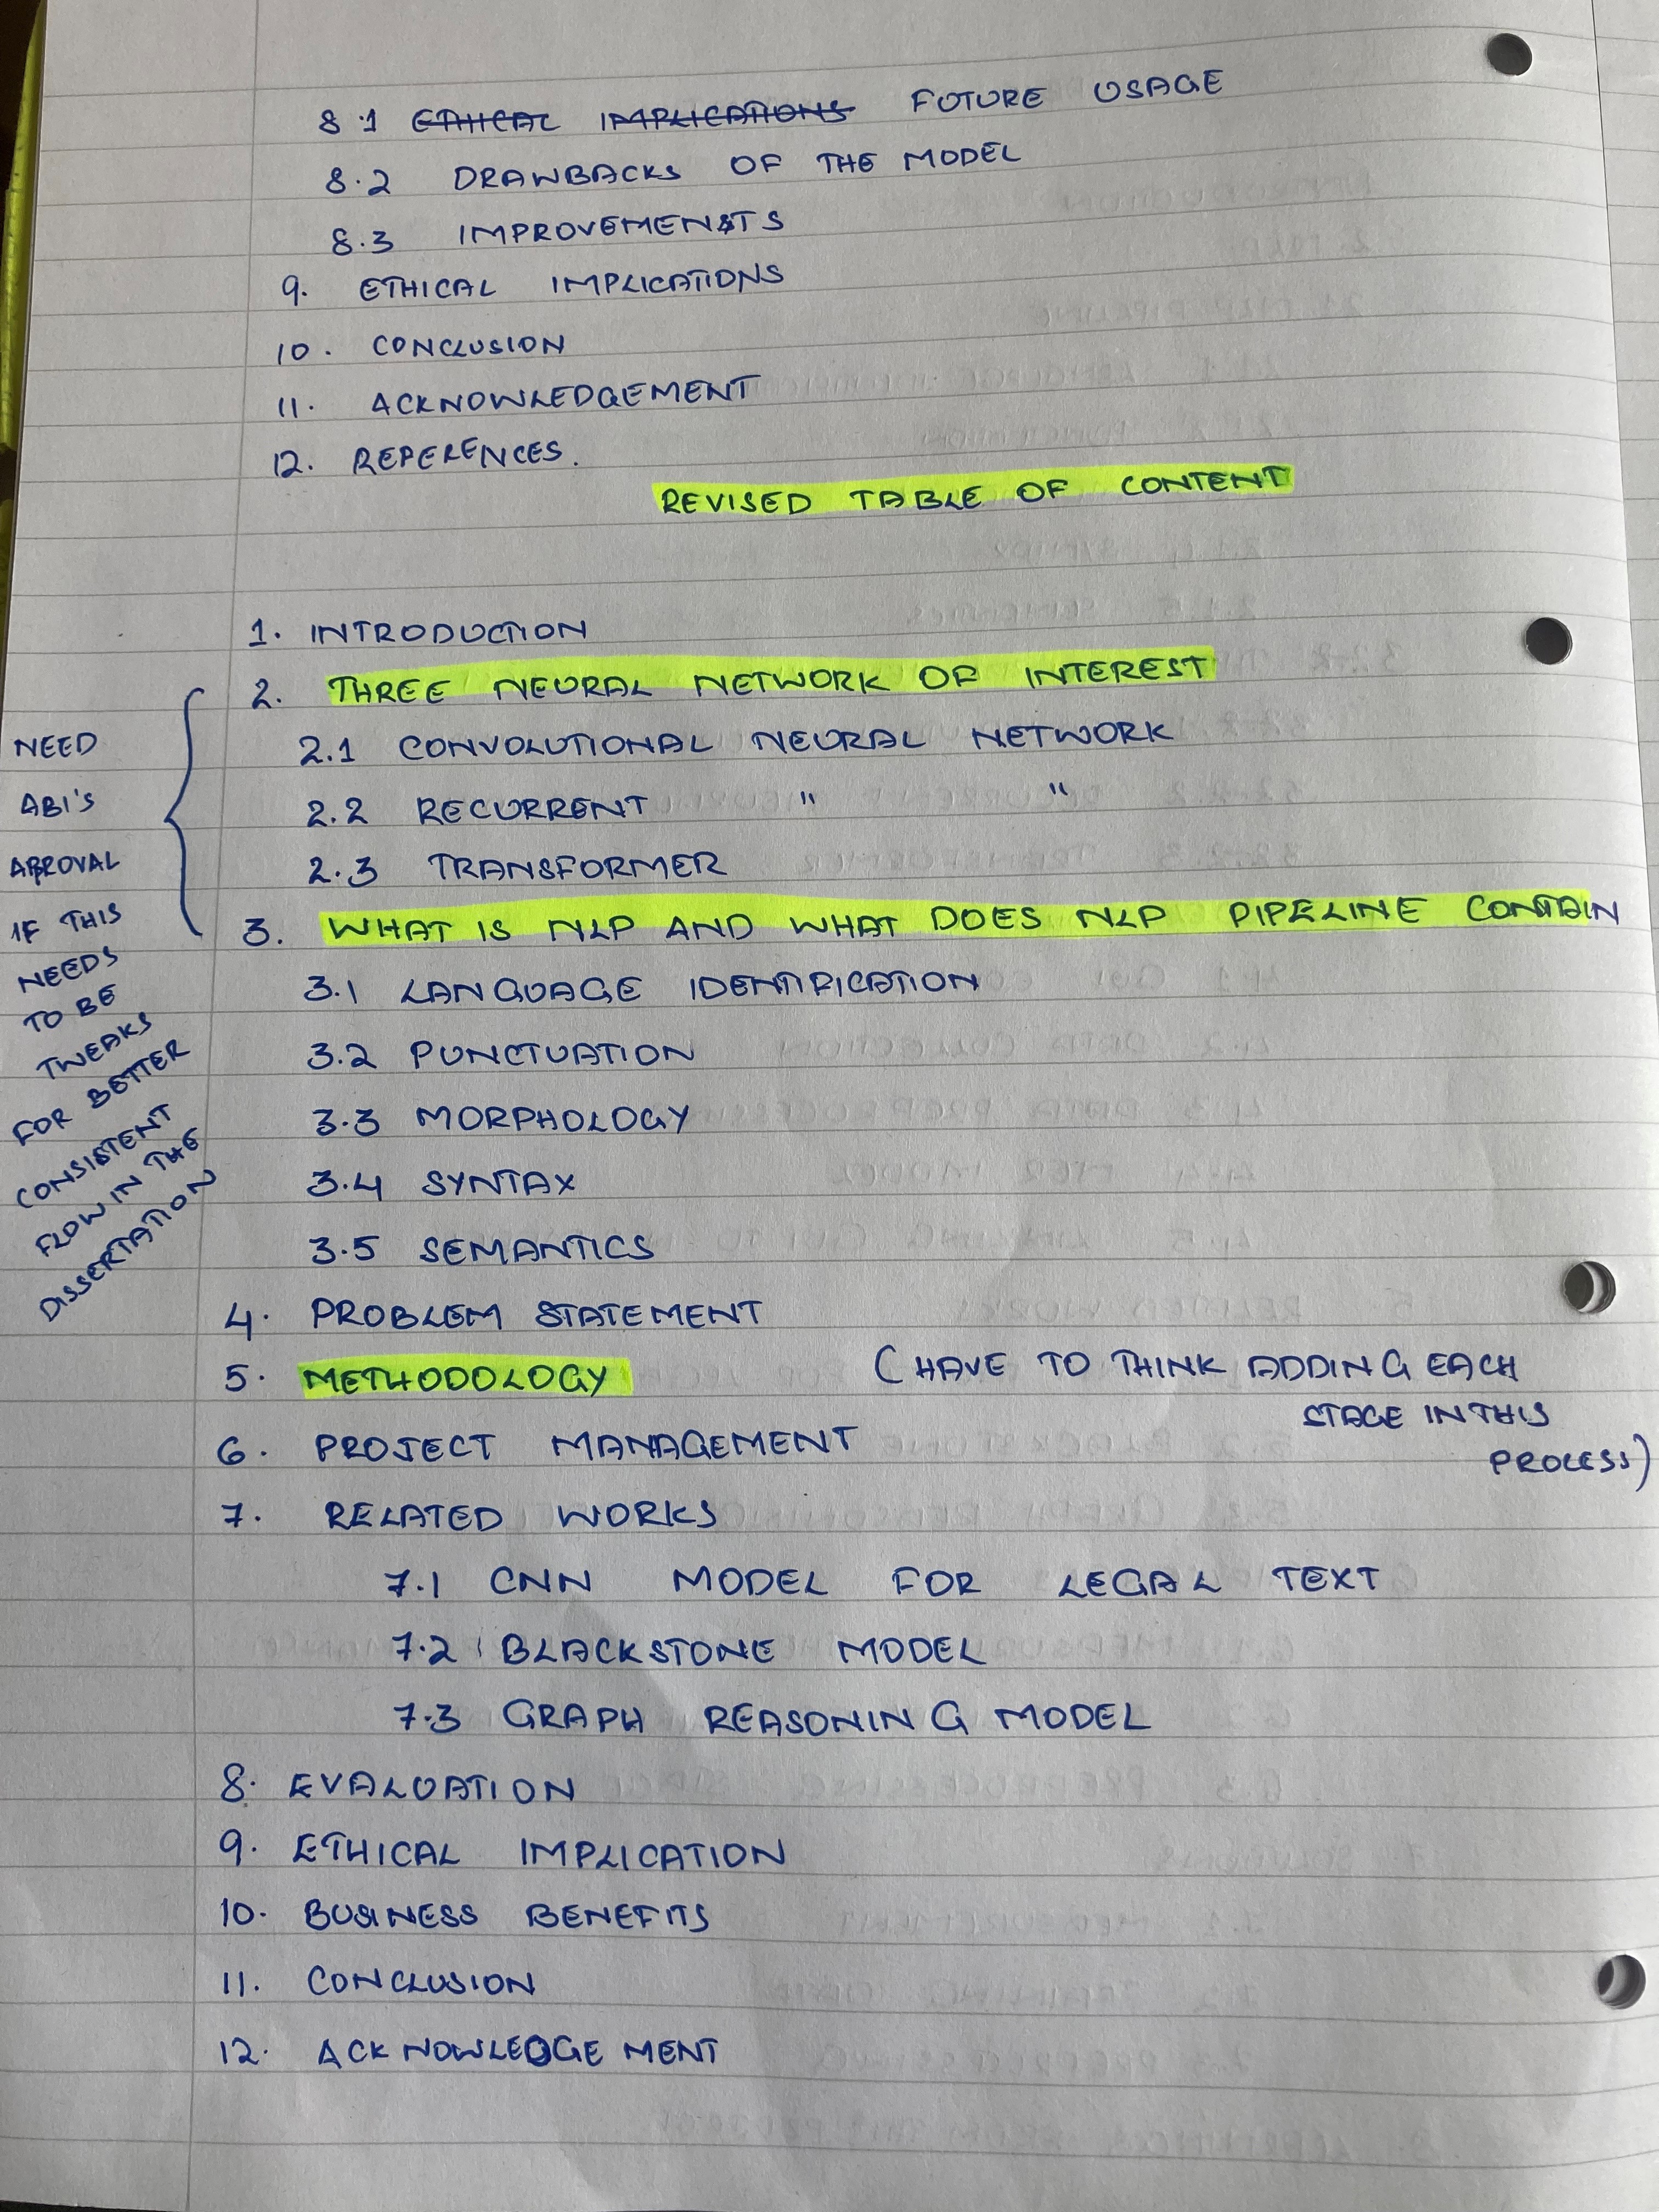 8.1 ~~ETHICAL IMPLICATIONS~~ FUTURE USAGE
8.2 DRAWBACKS OF THE MODEL
8.3 IMPROVEMENTS
9. ETHICAL IMPLICATIONS
10. CONCLUSION
11. ACKNOWLEDGEMENT
12. REFERENCES.
REVISED TABLE OF CONTENT
1. INTRODUCTION
2. THREE NEURAL NETWORK OF INTEREST
2.1 CONVOLUTIONAL NEURAL NETWORK
2.2 RECURRENT " "
2.3 TRANSFORMER
3. WHAT IS NLP AND WHAT DOES NLP PIPELINE CONTAIN
NEED
ABI'S
APPROVAL
IF THIS
NEEDS
TO BE
TWEAKS
FOR BETTER
CONSISTENT
FLOW IN THE
DISSERTATION
3.1 LANGUAGE IDENTIFICATION
3.2 PUNCTUATION
3.3 MORPHOLOGY
3.4 SYNTAX
3.5 SEMANTICS
4. PROBLEM STATEMENT
5. METHODOLOGY (HAVE TO THINK ADDING EACH
STAGE IN THIS
PROCESS)
6. PROJECT MANAGEMENT
7. RELATED WORKS
7.1 CNN MODEL FOR LEGAL TEXT
7.2 BLACKSTONE MODEL
7.3 GRAPH REASONING MODEL
8. EVALUATION
9. ETHICAL IMPLICATION
10. BUSINESS BENEFITS
11. CONCLUSION
12. ACKNOWLEDGEMENT